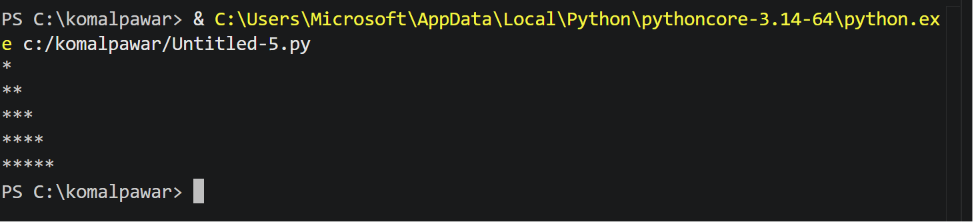 PS C:\komalpawar> & C:\Users\Microsoft\AppData\Local\Python\pythoncore-3.14-64\python.ex
e c:/komalpawar/Untitled-5.py
*
**
***
****
*****
PS C:\komalpawar>